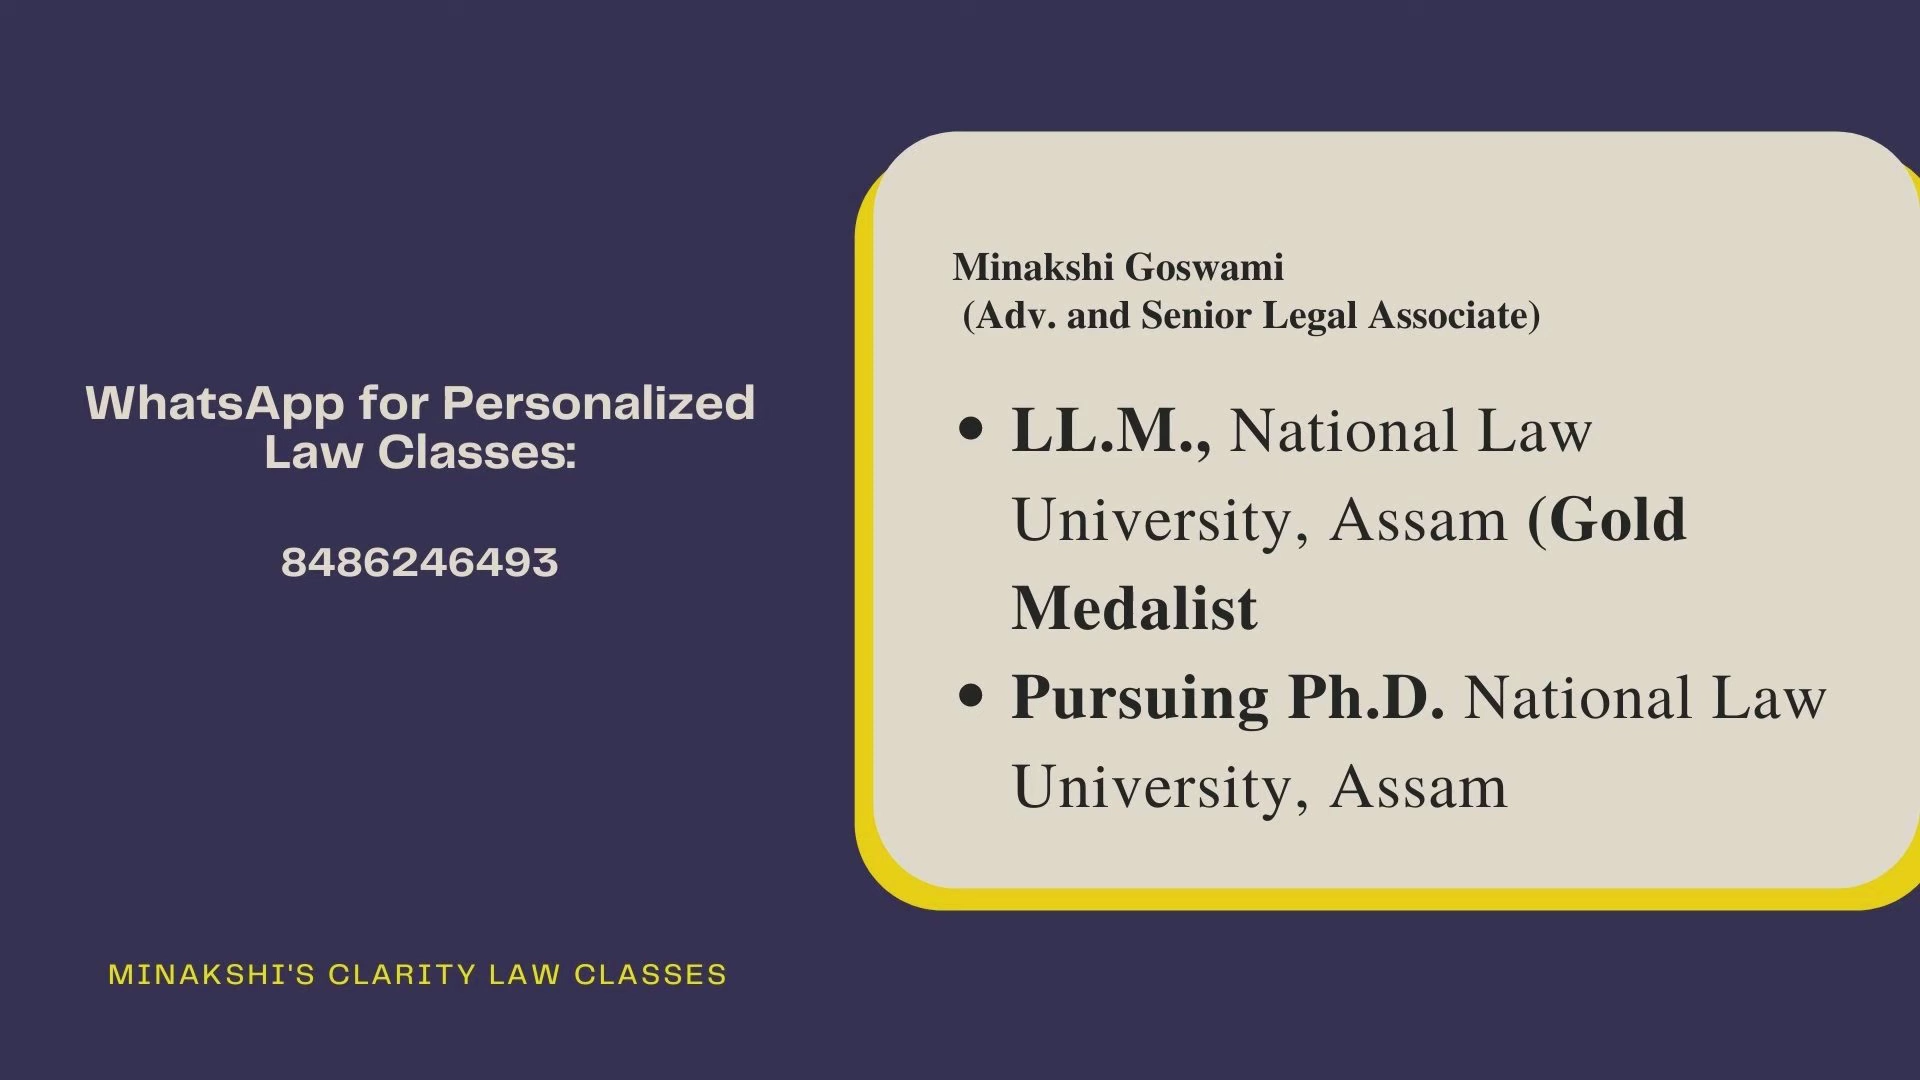 WhatsApp for Personalized
Law Classes:
8486246493
MINAKSHI'S CLARITY LAW CLASSES
Minakshi Goswami
(Adv. and Senior Legal Associate)
• LL.M., National Law
University, Assam (Gold
Medalist
• Pursuing Ph.D. National Law
University, Assam